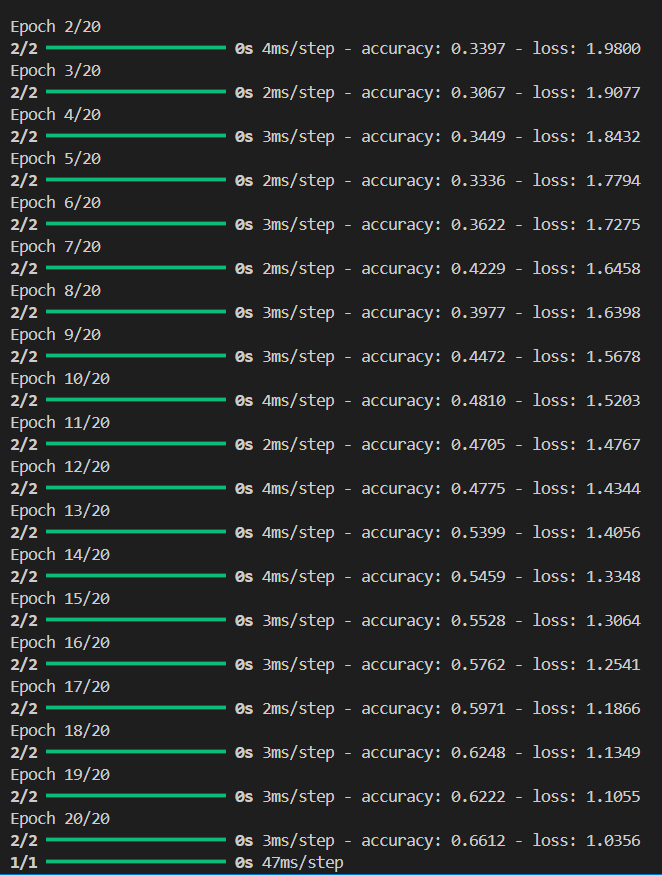 Epoch 2/20
2/2 ━━━━━━━━━━━━━━━━━━━━ 0s 4ms/step - accuracy: 0.3397 - loss: 1.9800
Epoch 3/20
2/2 ━━━━━━━━━━━━━━━━━━━━ 0s 2ms/step - accuracy: 0.3067 - loss: 1.9077
Epoch 4/20
2/2 ━━━━━━━━━━━━━━━━━━━━ 0s 3ms/step - accuracy: 0.3449 - loss: 1.8432
Epoch 5/20
2/2 ━━━━━━━━━━━━━━━━━━━━ 0s 2ms/step - accuracy: 0.3336 - loss: 1.7794
Epoch 6/20
2/2 ━━━━━━━━━━━━━━━━━━━━ 0s 3ms/step - accuracy: 0.3622 - loss: 1.7275
Epoch 7/20
2/2 ━━━━━━━━━━━━━━━━━━━━ 0s 2ms/step - accuracy: 0.4229 - loss: 1.6458
Epoch 8/20
2/2 ━━━━━━━━━━━━━━━━━━━━ 0s 3ms/step - accuracy: 0.3977 - loss: 1.6398
Epoch 9/20
2/2 ━━━━━━━━━━━━━━━━━━━━ 0s 3ms/step - accuracy: 0.4472 - loss: 1.5678
Epoch 10/20
2/2 ━━━━━━━━━━━━━━━━━━━━ 0s 4ms/step - accuracy: 0.4810 - loss: 1.5203
Epoch 11/20
2/2 ━━━━━━━━━━━━━━━━━━━━ 0s 2ms/step - accuracy: 0.4705 - loss: 1.4767
Epoch 12/20
2/2 ━━━━━━━━━━━━━━━━━━━━ 0s 4ms/step - accuracy: 0.4775 - loss: 1.4344
Epoch 13/20
2/2 ━━━━━━━━━━━━━━━━━━━━ 0s 4ms/step - accuracy: 0.5399 - loss: 1.4056
Epoch 14/20
2/2 ━━━━━━━━━━━━━━━━━━━━ 0s 4ms/step - accuracy: 0.5459 - loss: 1.3348
Epoch 15/20
2/2 ━━━━━━━━━━━━━━━━━━━━ 0s 3ms/step - accuracy: 0.5528 - loss: 1.3064
Epoch 16/20
2/2 ━━━━━━━━━━━━━━━━━━━━ 0s 3ms/step - accuracy: 0.5762 - loss: 1.2541
Epoch 17/20
2/2 ━━━━━━━━━━━━━━━━━━━━ 0s 2ms/step - accuracy: 0.5971 - loss: 1.1866
Epoch 18/20
2/2 ━━━━━━━━━━━━━━━━━━━━ 0s 3ms/step - accuracy: 0.6248 - loss: 1.1349
Epoch 19/20
2/2 ━━━━━━━━━━━━━━━━━━━━ 0s 3ms/step - accuracy: 0.6222 - loss: 1.1055
Epoch 20/20
2/2 ━━━━━━━━━━━━━━━━━━━━ 0s 3ms/step - accuracy: 0.6612 - loss: 1.0356
1/1 ━━━━━━━━━━━━━━━━━━━━ 0s 47ms/step